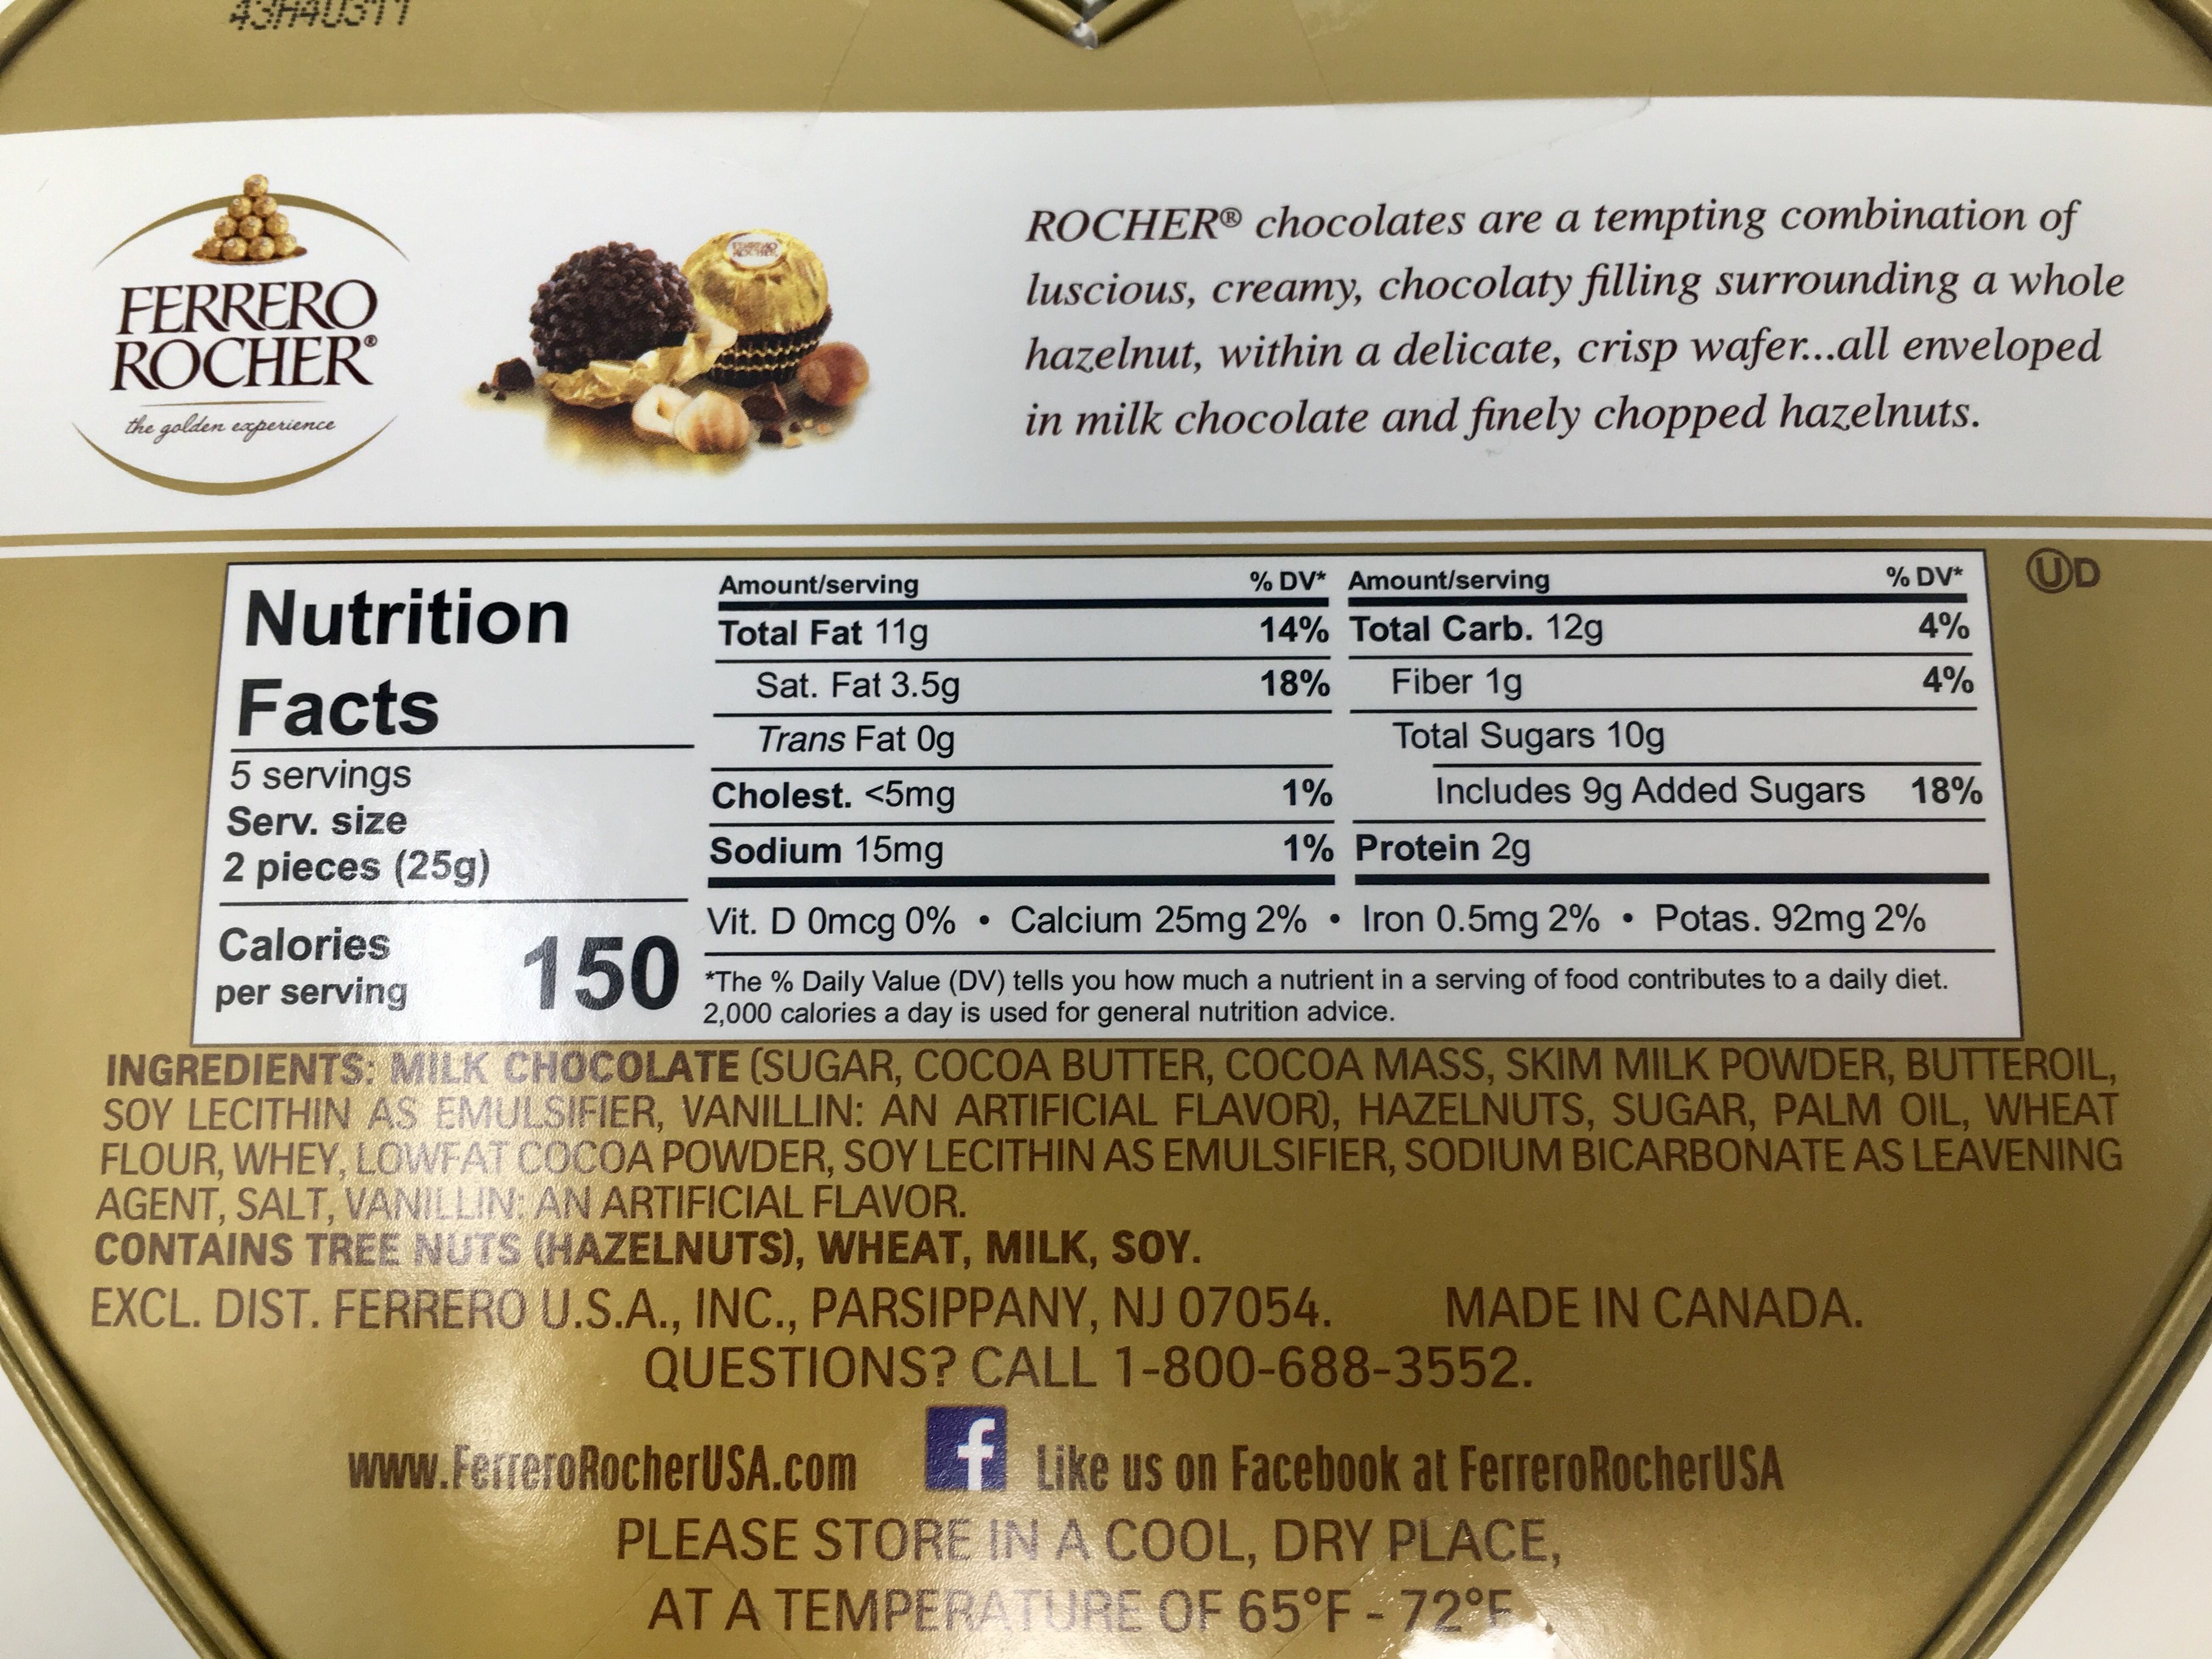 43H4U311
FERRERO
ROCHER®
the golden experience
FERRERO
ROCHER
ROCHER® chocolates are a tempting combination of
luscious, creamy, chocolaty filling surrounding a whole
hazelnut, within a delicate, crisp wafer...all enveloped
in milk chocolate and finely chopped hazelnuts.
UD
Nutrition
Facts
5 servings
Serv. size
2 pieces (25g)
Calories
per serving 150
Amount/serving % DV*
Total Fat 11g 14%
Sat. Fat 3.5g 18%
Trans Fat 0g
Cholest. <5mg 1%
Sodium 15mg 1%
Amount/serving % DV*
Total Carb. 12g 4%
Fiber 1g 4%
Total Sugars 10g
Includes 9g Added Sugars 18%
Protein 2g
Vit. D 0mcg 0% • Calcium 25mg 2% • Iron 0.5mg 2% • Potas. 92mg 2%
*The % Daily Value (DV) tells you how much a nutrient in a serving of food contributes to a daily diet.
2,000 calories a day is used for general nutrition advice.
INGREDIENTS: MILK CHOCOLATE (SUGAR, COCOA BUTTER, COCOA MASS, SKIM MILK POWDER, BUTTEROIL,
SOY LECITHIN AS EMULSIFIER, VANILLIN: AN ARTIFICIAL FLAVOR), HAZELNUTS, SUGAR, PALM OIL, WHEAT
FLOUR, WHEY, LOWFAT COCOA POWDER, SOY LECITHIN AS EMULSIFIER, SODIUM BICARBONATE AS LEAVENING
AGENT, SALT, VANILLIN: AN ARTIFICIAL FLAVOR.
CONTAINS TREE NUTS (HAZELNUTS), WHEAT, MILK, SOY.
EXCL. DIST. FERRERO U.S.A., INC., PARSIPPANY, NJ 07054. MADE IN CANADA.
QUESTIONS? CALL 1-800-688-3552.
www.FerreroRocherUSA.com f Like us on Facebook at FerreroRocherUSA
PLEASE STORE IN A COOL, DRY PLACE,
AT A TEMPERATURE OF 65°F - 72°F